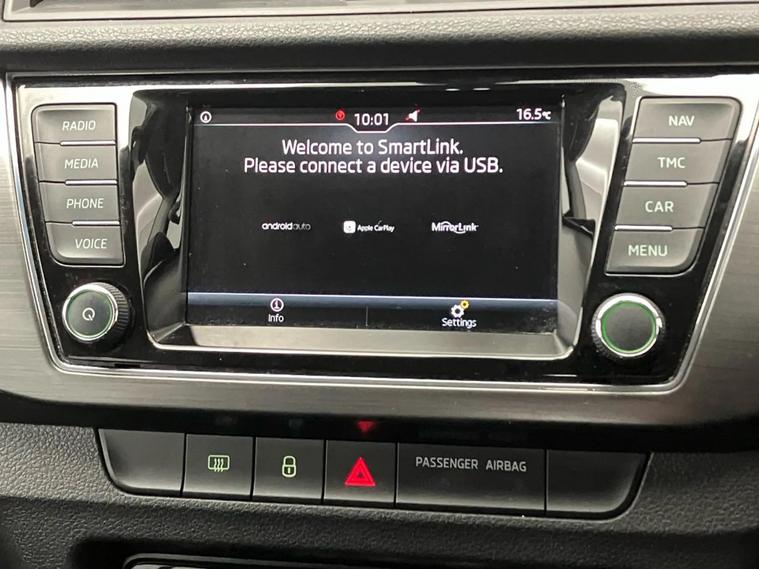 RADIO
MEDIA
PHONE
VOICE
10:01
16.5°C
Welcome to SmartLink.
Please connect a device via USB.
androidauto
Apple CarPlay
MirrorLink
Info
Settings
NAV
TMC
CAR
MENU
PASSENGER AIRBAG